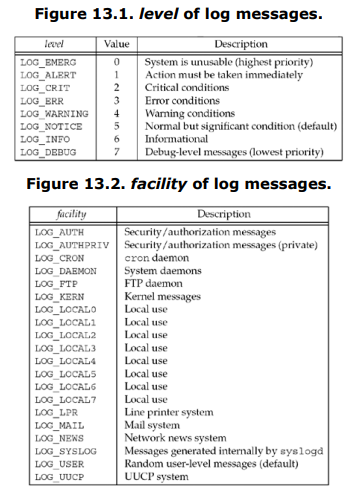 Figure 13.1. level of log messages.
level Value Description
LOG_EMERG 0 System is unusable (highest priority)
LOG_ALERT 1 Action must be taken immediately
LOG_CRIT 2 Critical conditions
LOG_ERR 3 Error conditions
LOG_WARNING 4 Warning conditions
LOG_NOTICE 5 Normal but significant condition (default)
LOG_INFO 6 Informational
LOG_DEBUG 7 Debug-level messages (lowest priority)
Figure 13.2. facility of log messages.
facility Description
LOG_AUTH Security/authorization messages
LOG_AUTHPRIV Security/authorization messages (private)
LOG_CRON cron daemon
LOG_DAEMON System daemons
LOG_FTP FTP daemon
LOG_KERN Kernel messages
LOG_LOCAL0 Local use
LOG_LOCAL1 Local use
LOG_LOCAL2 Local use
LOG_LOCAL3 Local use
LOG_LOCAL4 Local use
LOG_LOCAL5 Local use
LOG_LOCAL6 Local use
LOG_LOCAL7 Local use
LOG_LPR Line printer system
LOG_MAIL Mail system
LOG_NEWS Network news system
LOG_SYSLOG Messages generated internally by syslogd
LOG_USER Random user-level messages (default)
LOG_UUCP UUCP system